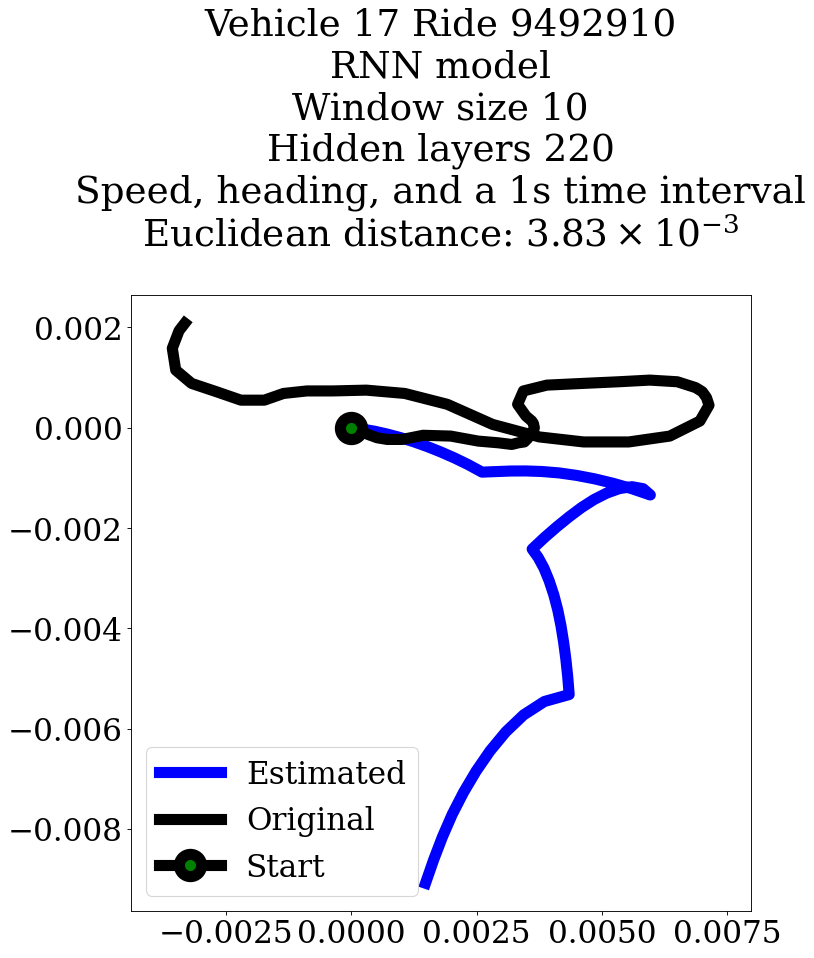 Vehicle 17 Ride 9492910
RNN model
Window size 10
Hidden layers 220
Speed, heading, and a 1s time interval
Euclidean distance: 3.83 × 10⁻³
0.002
0.000
−0.002
−0.004
−0.006
−0.008
Estimated
Original
Start
−0.0025 0.0000 0.0025 0.0050 0.0075